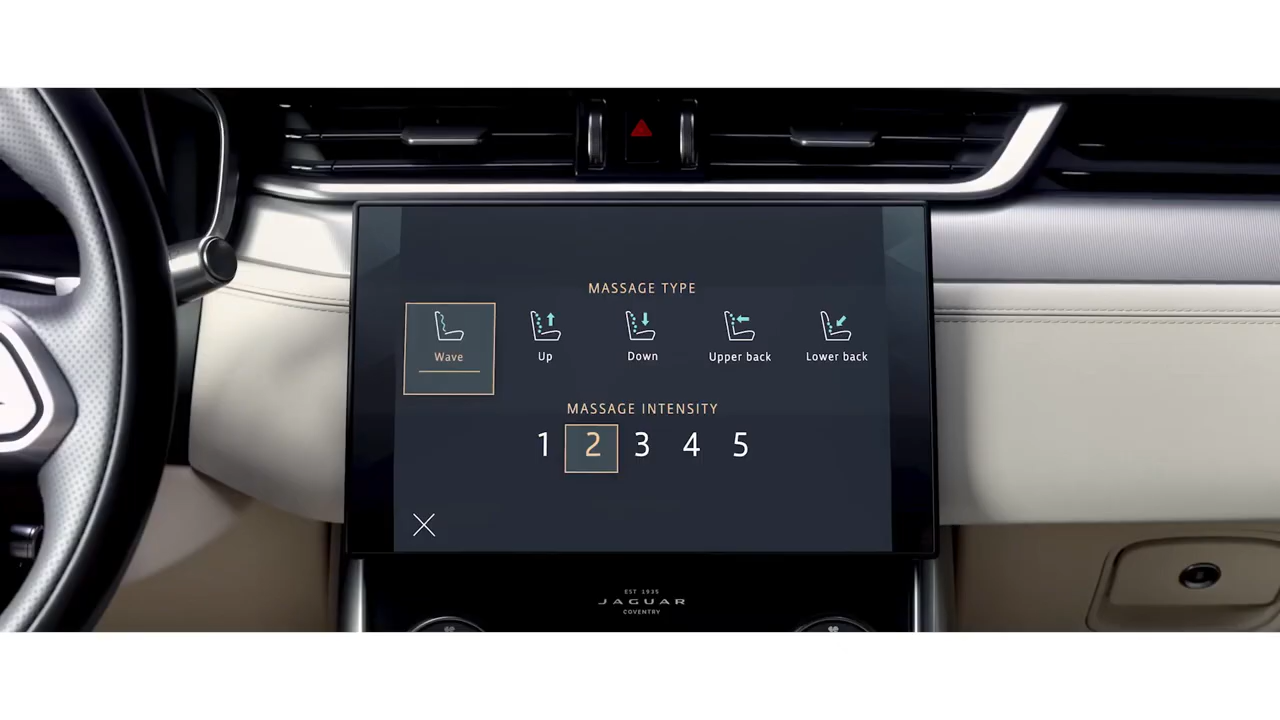 MASSAGE TYPE
Wave Up Down Upper back Lower back
MASSAGE INTENSITY
1 2 3 4 5
EST 1935
JAGUAR
COVENTRY